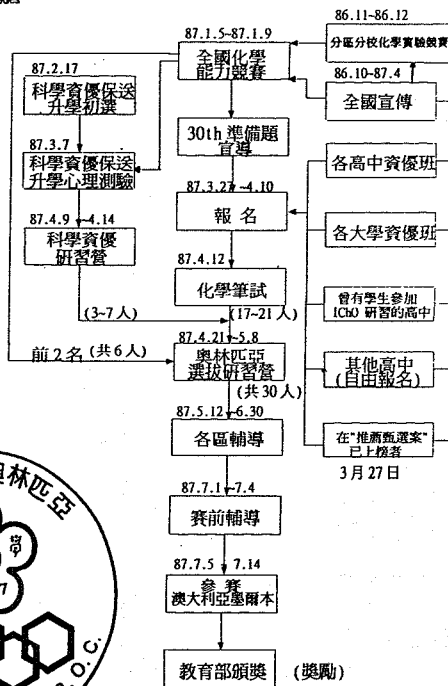 86.11~86.12
分區分校化學實驗競賽
86.10~87.4
全國宣傳
87.1.5~87.1.9
全國化學
能力競賽
87.2.17
科學資優保送
升學初選
30th 準備題
宣導
87.3.7
科學資優保送
升學心理測驗
各高中資優班
87.3.27~4.10
報名
各大學資優班
87.4.9 ~4.14
科學資優
研習營
87.4.12
化學筆試
曾有學生參加
IChO 研習的高中
(3~7人)
(17~21人)
87.4.21~5.8
前2名 (共6人)
奧林匹亞
選拔研習營
其他高中
(自由報名)
(共30人)
87.5.12~6.30
各區輔導
在"推薦甄選案"
已上榜者
3月27日
87.7.1~7.4
賽前輔導
87.7.5 7.14
參賽
澳大利亞墨爾本
教育部頒獎 (獎勵)
林匹亞
學
O.C.